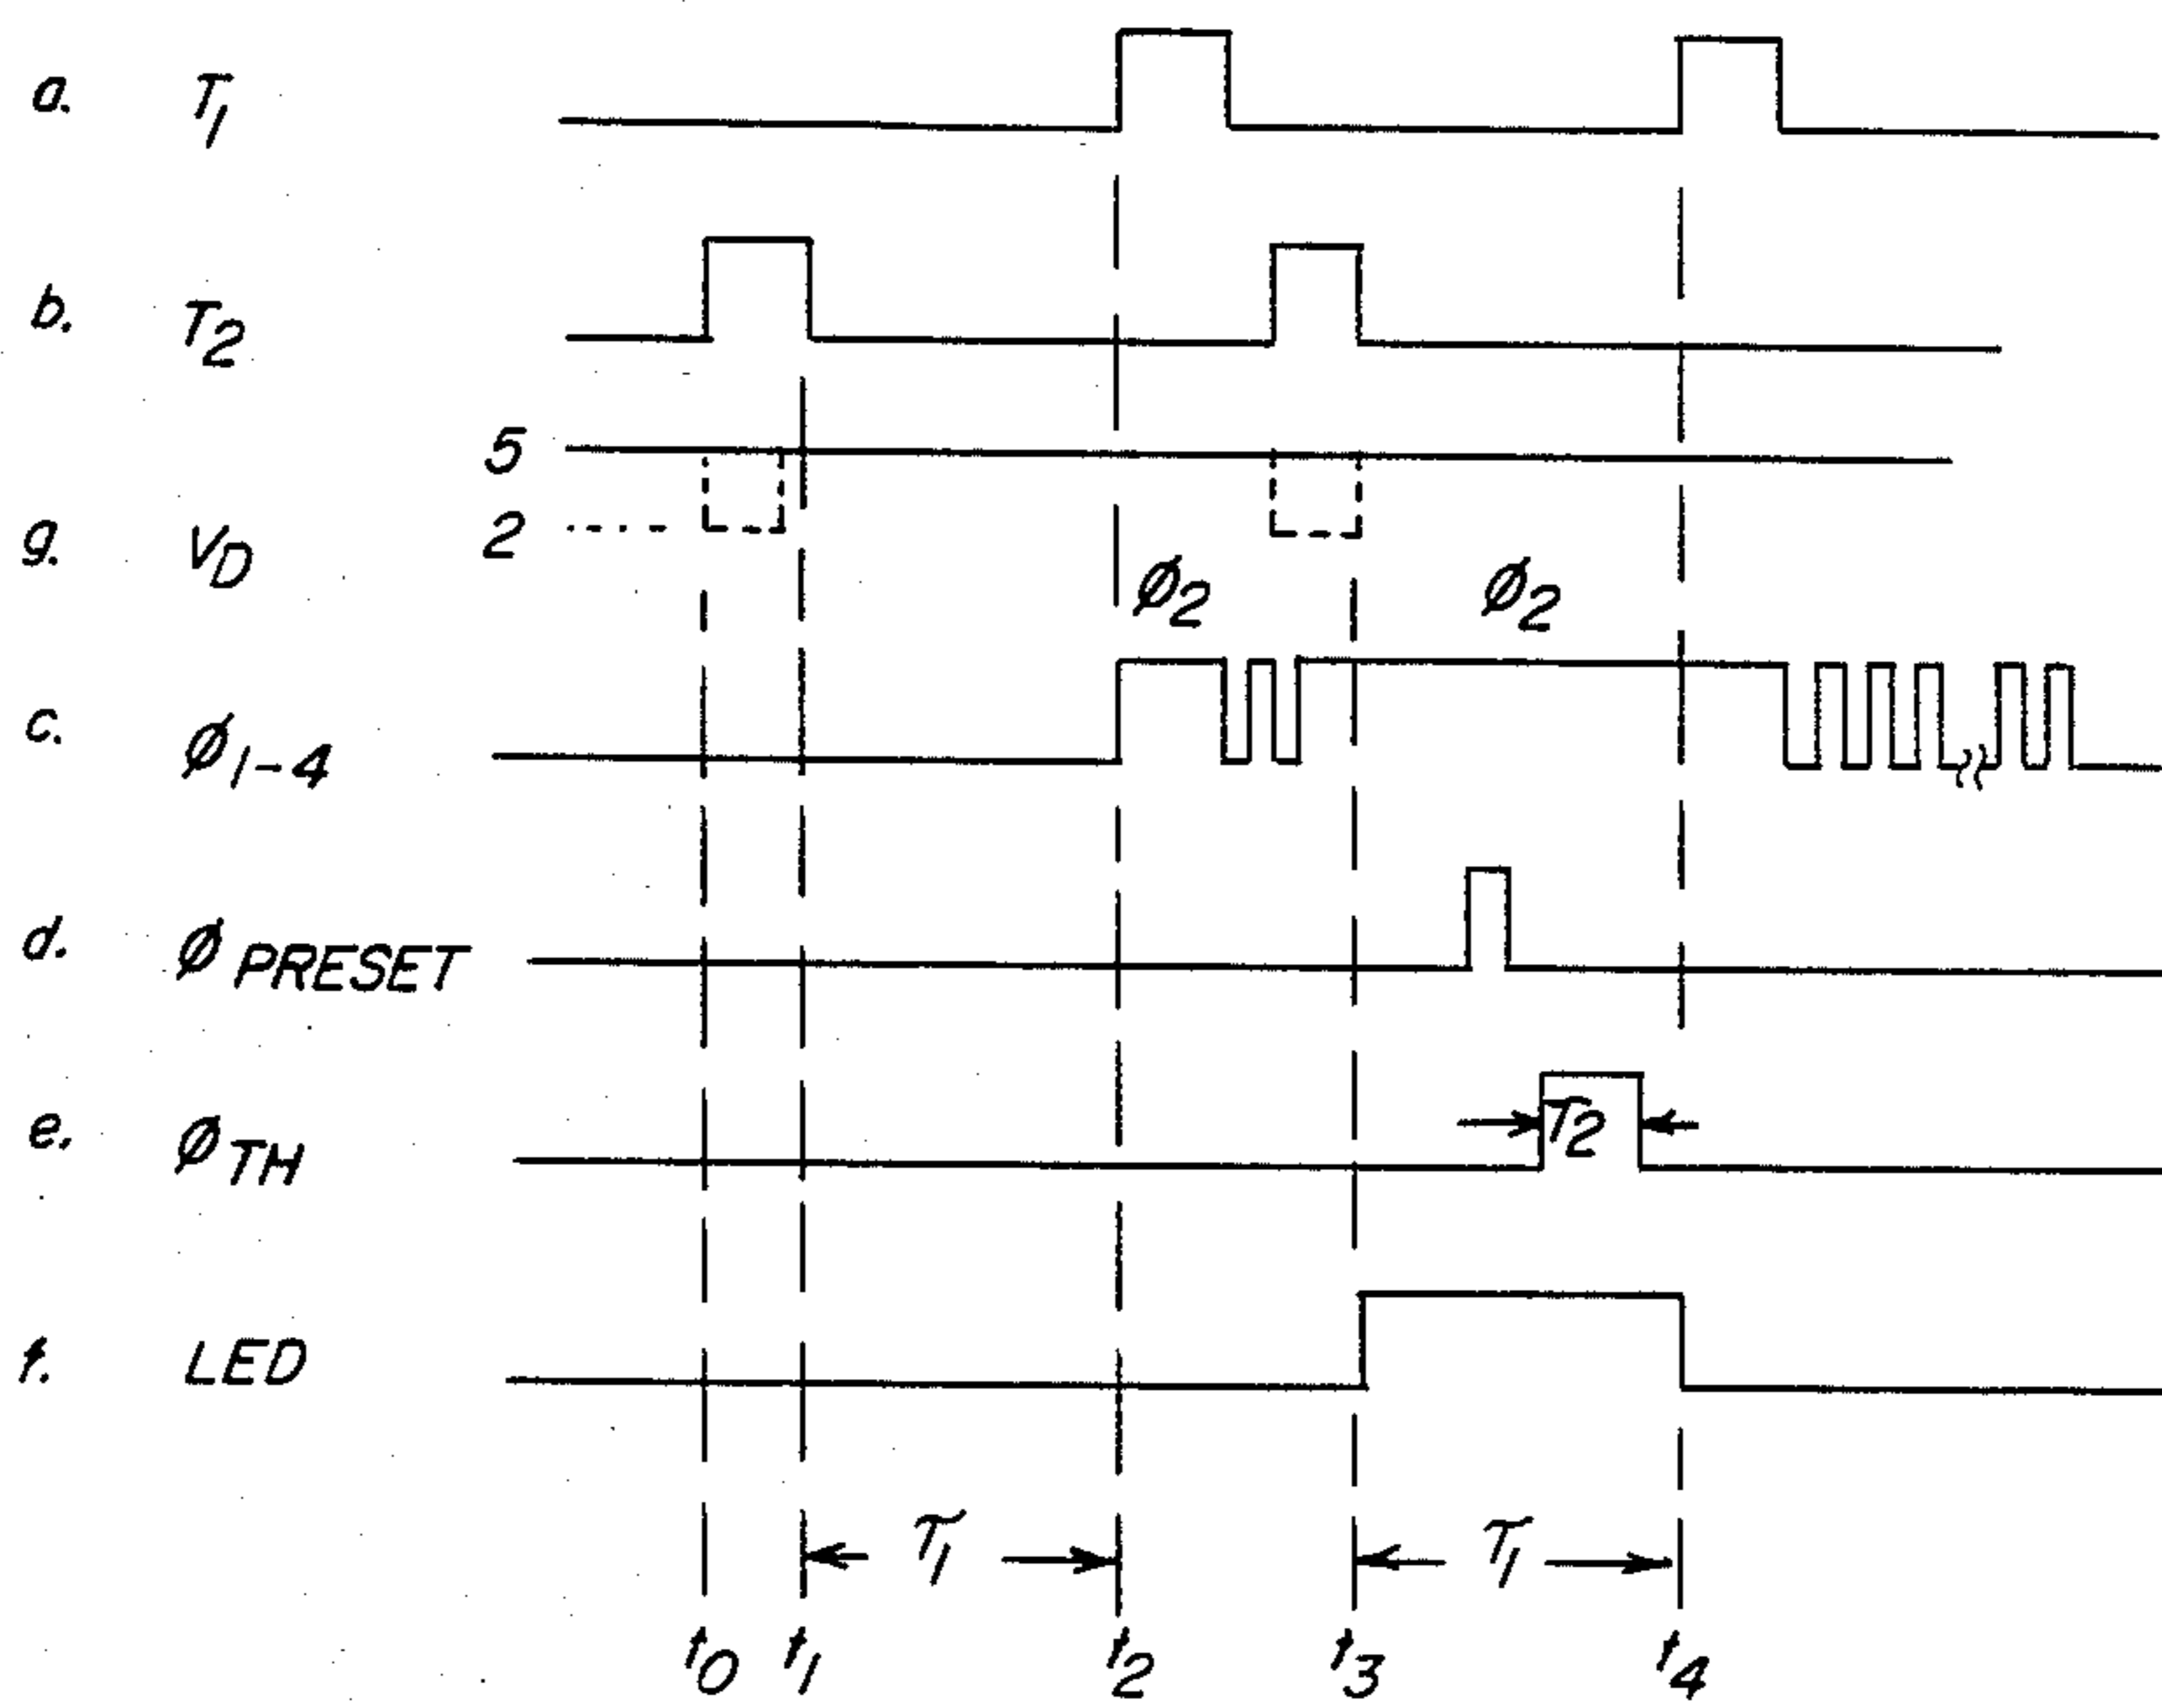 a. T1
b. T2
5
g. VD 2
ø2 ø2
c. ø1-4
d. ø PRESET
e. øTH T2
f. LED
T1 T1
t0 t1 t2 t3 t4